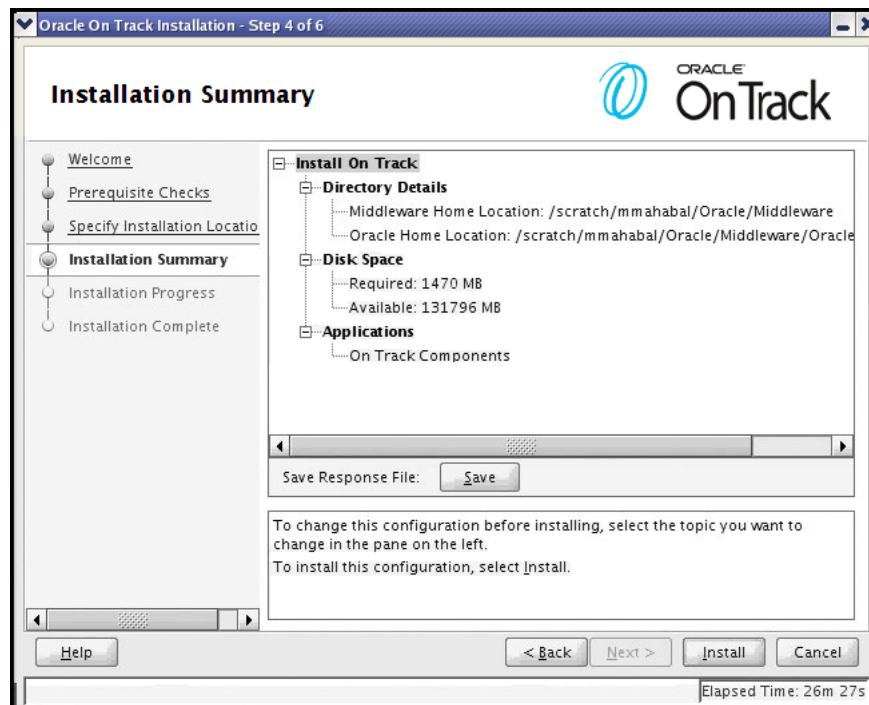 Oracle On Track Installation - Step 4 of 6
Installation Summary
ORACLE
OnTrack
Welcome
Prerequisite Checks
Specify Installation Locatio
Installation Summary
Installation Progress
Installation Complete
Install On Track
Directory Details
Middleware Home Location: /scratch/mmahabal/Oracle/Middleware
Oracle Home Location: /scratch/mmahabal/Oracle/Middleware/Oracle
Disk Space
Required: 1470 MB
Available: 131796 MB
Applications
On Track Components
Save Response File: Save
To change this configuration before installing, select the topic you want to
change in the pane on the left.
To install this configuration, select Install.
Help < Back Next > Install Cancel
Elapsed Time: 26m 27s